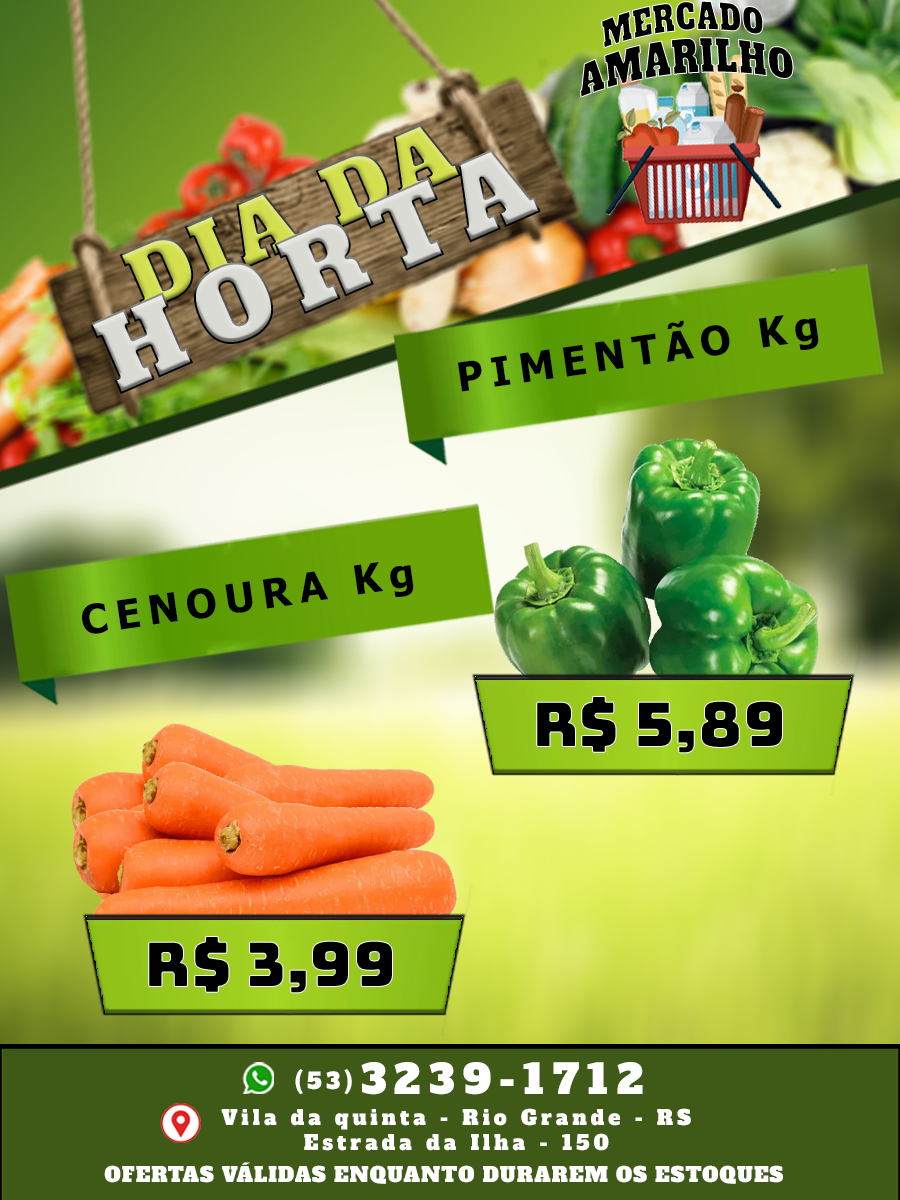 MERCADO
AMARILHO
DIA DA
HORTA
PIMENTÃO Kg
CENOURA Kg
R$ 5,89
R$ 3,99
(53) 3239-1712
Vila da quinta - Rio Grande - RS
Estrada da Ilha - 150
OFERTAS VÁLIDAS ENQUANTO DURAREM OS ESTOQUES